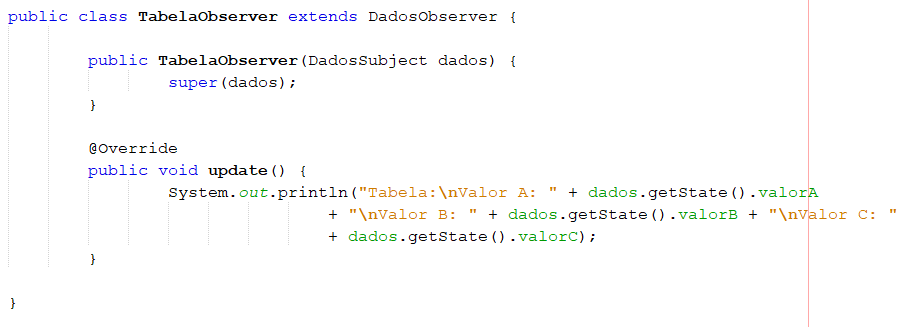 public class TabelaObserver extends DadosObserver {
public TabelaObserver(DadosSubject dados) {
super(dados);
}
@Override
public void update() {
System.out.println("Tabela:\nValor A: " + dados.getState().valorA
+ "\nValor B: " + dados.getState().valorB + "\nValor C: "
+ dados.getState().valorC);
}
}